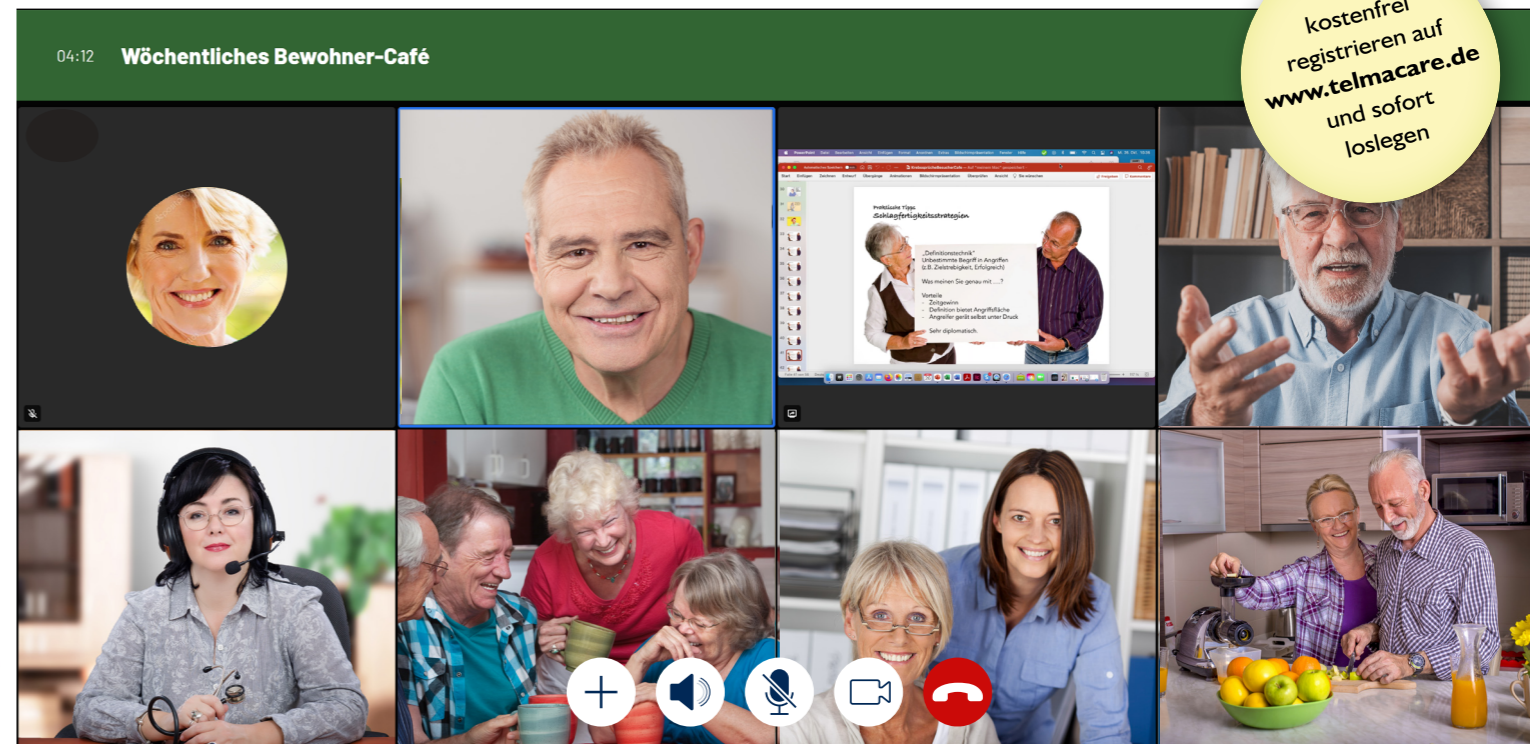 kostenfrei
registrieren auf
www.telmacare.de
und sofort
loslegen
04:12 Wöchentliches Bewohner-Café
Praktische Tipps
Schlagfertigkeitsstrategien
„Definitionstechnik"
Unbestimmte Begriff in Angriffen
(z.B. Zielstrebigkeit, Erfolgreich)
Was meinen Sie genau mit ....?
Vorteile
- Zeitgewinn
- Definition bietet Angriffsfläche
- Angreifer gerät selbst unter Druck
- Sehr diplomatisch